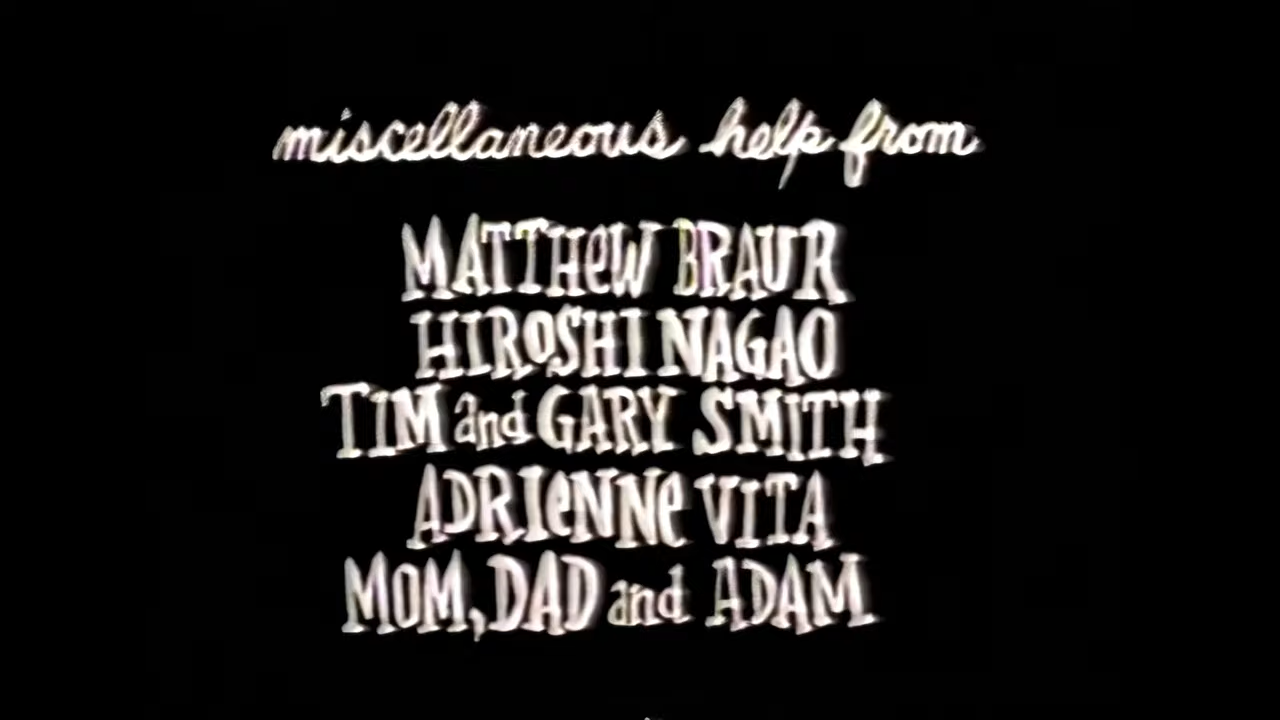 miscellaneous help from
MATTHeW BRAUR
HIROSHI NAGAO
TIM and GARY SMITH
ADRIeNNe VITA
MOM, DAD and ADAM